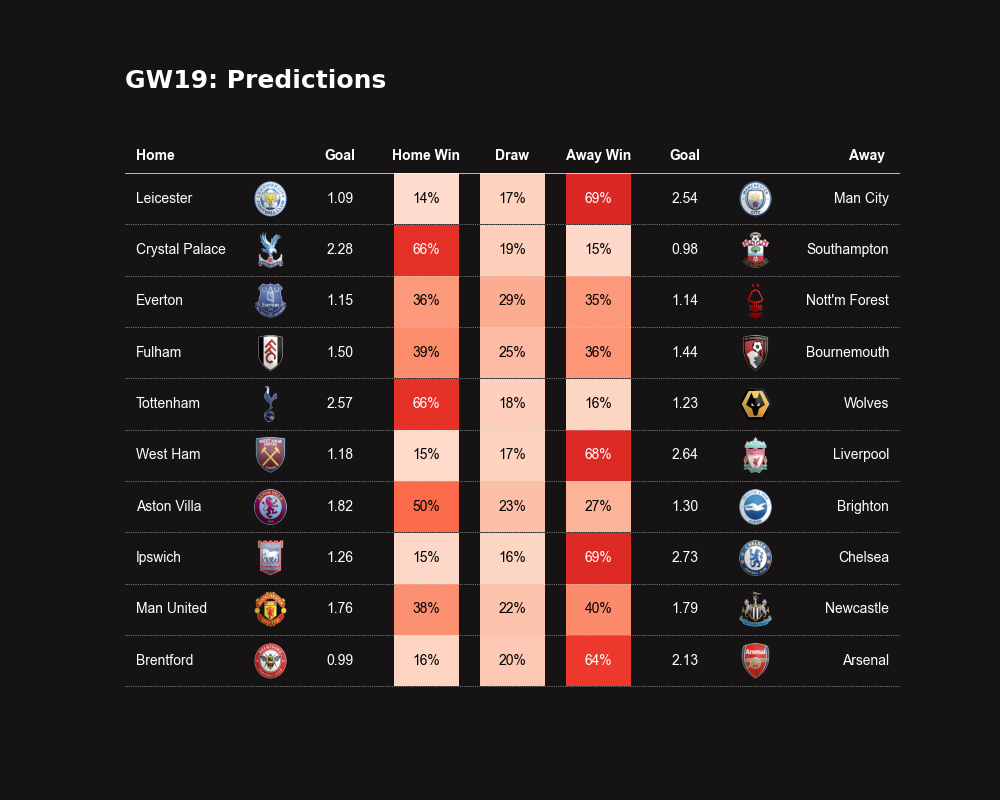 GW19: Predictions
Home Goal Home Win Draw Away Win Goal Away
Leicester 1.09 14% 17% 69% 2.54 Man City
Crystal Palace 2.28 66% 19% 15% 0.98 Southampton
Everton 1.15 36% 29% 35% 1.14 Nott'm Forest
Fulham 1.50 39% 25% 36% 1.44 Bournemouth
Tottenham 2.57 66% 18% 16% 1.23 Wolves
West Ham 1.18 15% 17% 68% 2.64 Liverpool
Aston Villa 1.82 50% 23% 27% 1.30 Brighton
Ipswich 1.26 15% 16% 69% 2.73 Chelsea
Man United 1.76 38% 22% 40% 1.79 Newcastle
Brentford 0.99 16% 20% 64% 2.13 Arsenal